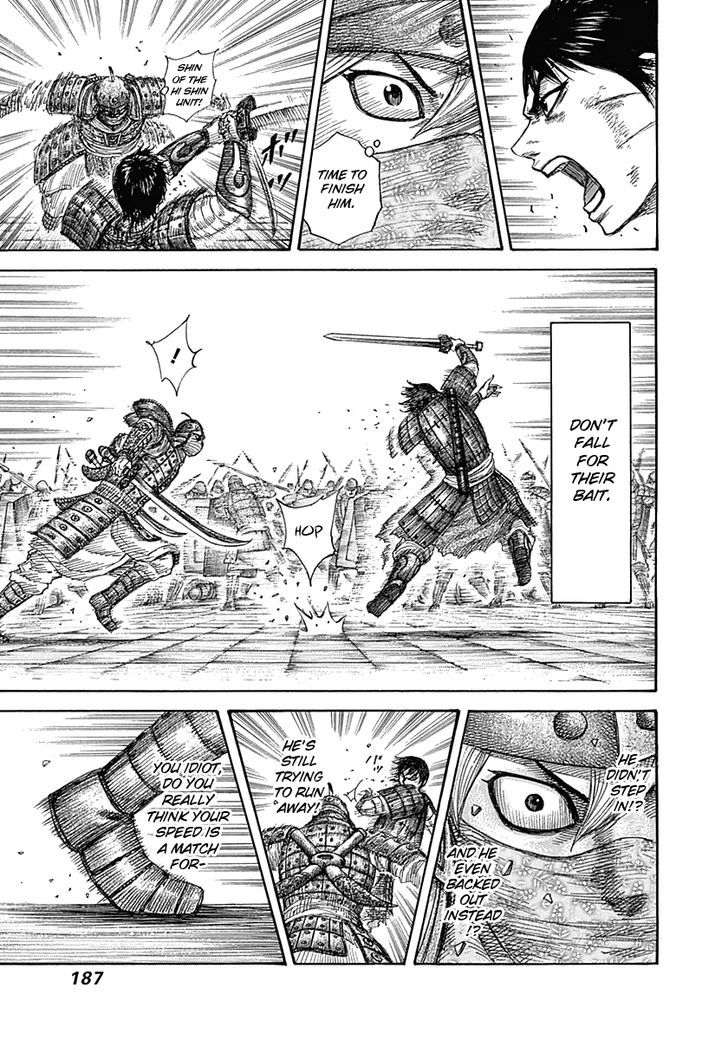 TIME TO
FINISH
HIM.
SHIN
OF THE
HI SHIN
UNIT!
DON'T
FALL
FOR
THEIR
BAIT.
HOP
!
HE
DIDN'T
STEP
IN!?
AND HE
EVEN
BACKED
OUT
INSTEAD
!?
HE'S
STILL
TRYING
TO RUN
AWAY!
YOU IDIOT,
DO YOU
REALLY
THINK YOUR
SPEED IS
A MATCH
FOR-
187